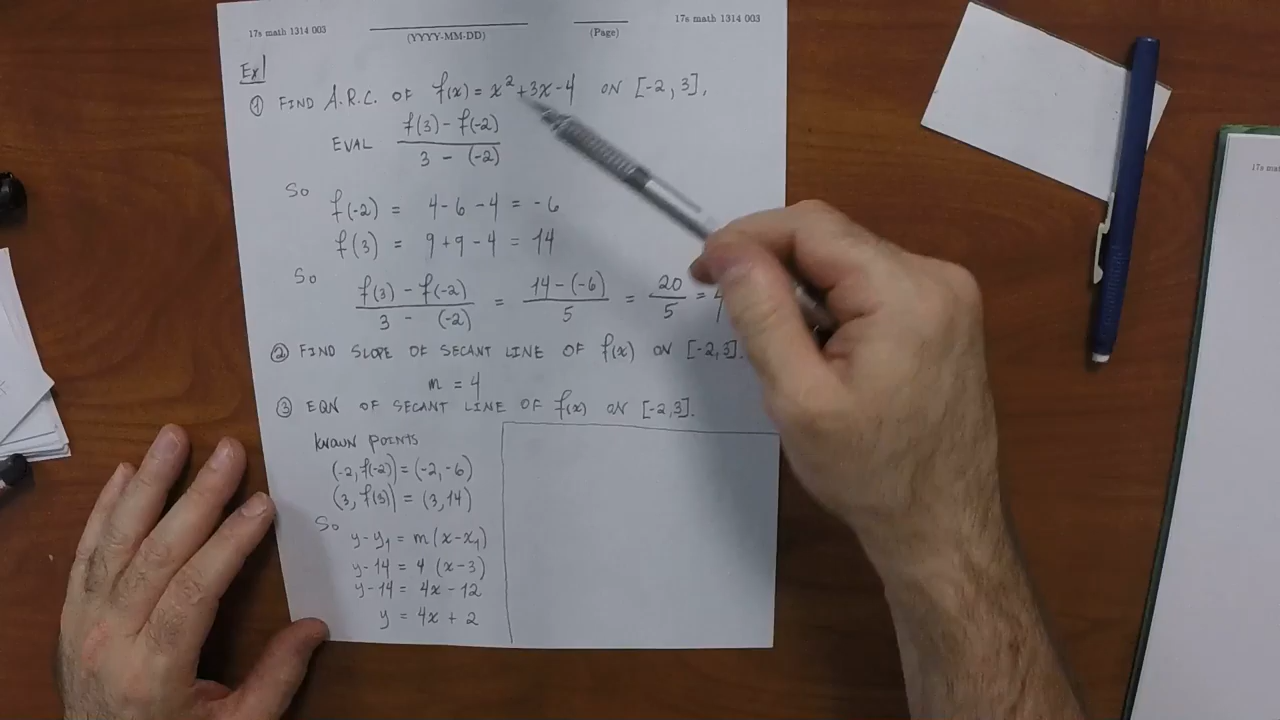 17s math 1314 003
(YYYY-MM-DD)
(Page)
17s math 1314 003
Ex1
① FIND A.R.C. OF f(x) = x² + 3x - 4 ON [-2, 3].
EVAL f(3) - f(-2) / 3 - (-2)
So
f(-2) = 4 - 6 - 4 = -6
f(3) = 9 + 9 - 4 = 14
So
f(3) - f(-2) / 3 - (-2) = 14 - (-6) / 5 = 20 / 5 =
② FIND SLOPE OF SECANT LINE OF f(x) ON [-2,3].
m = 4
③ EQN OF SECANT LINE OF f(x) ON [-2,3].
KNOWN POINTS
(-2, f(-2)) = (-2, -6)
(3, f(3)) = (3, 14)
So
y - y₁ = m (x - x₁)
y - 14 = 4 (x - 3)
y - 14 = 4x - 12
y = 4x + 2
17s
17s mat